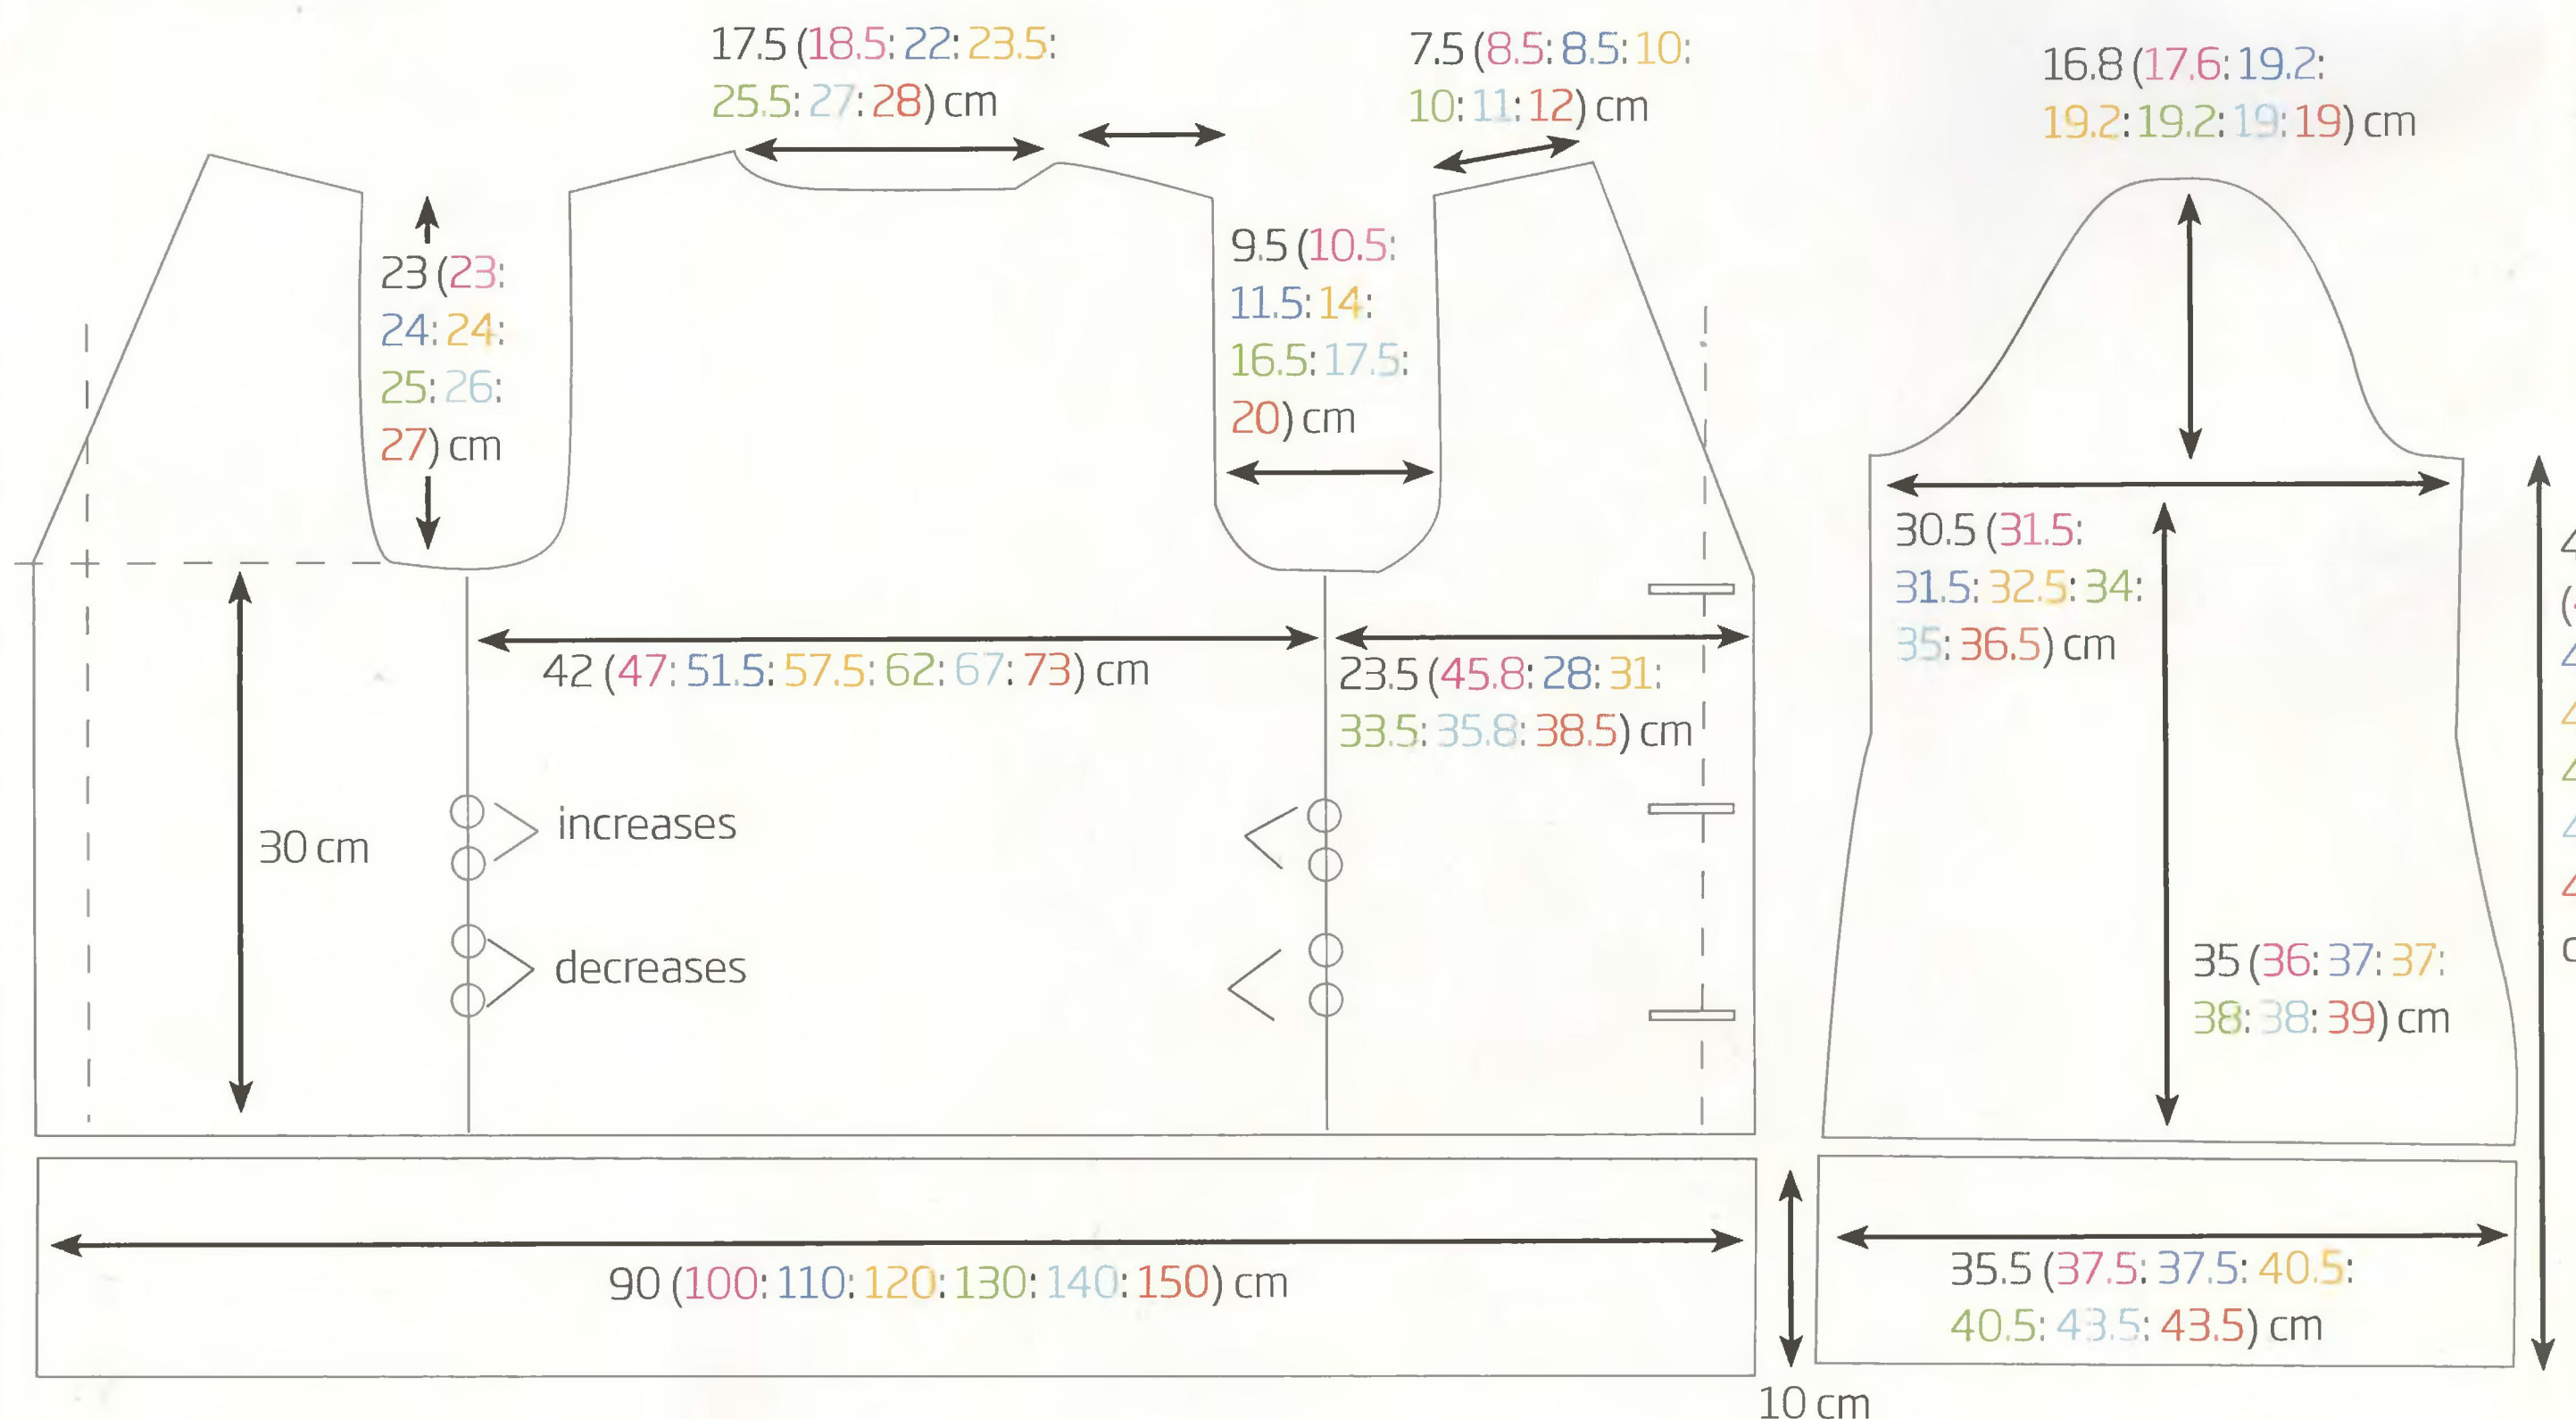 17.5 (18.5: 22: 23.5:
25.5: 27: 28) cm
7.5 (8.5: 8.5: 10:
10: 11: 12) cm
16.8 (17.6: 19.2:
19.2: 19.2: 19: 19) cm
23 (23:
24: 24:
25: 26:
27) cm
9.5 (10.5:
11.5: 14:
16.5: 17.5:
20) cm
30.5 (31.5:
31.5: 32.5: 34:
35: 36.5) cm
42 (47: 51.5: 57.5: 62: 67: 73) cm
23.5 (45.8: 28: 31:
33.5: 35.8: 38.5) cm
30 cm
increases
decreases
35 (36: 37: 37:
38: 38: 39) cm
90 (100: 110: 120: 130: 140: 150) cm
35.5 (37.5: 37.5: 40.5:
40.5: 43.5: 43.5) cm
10 cm